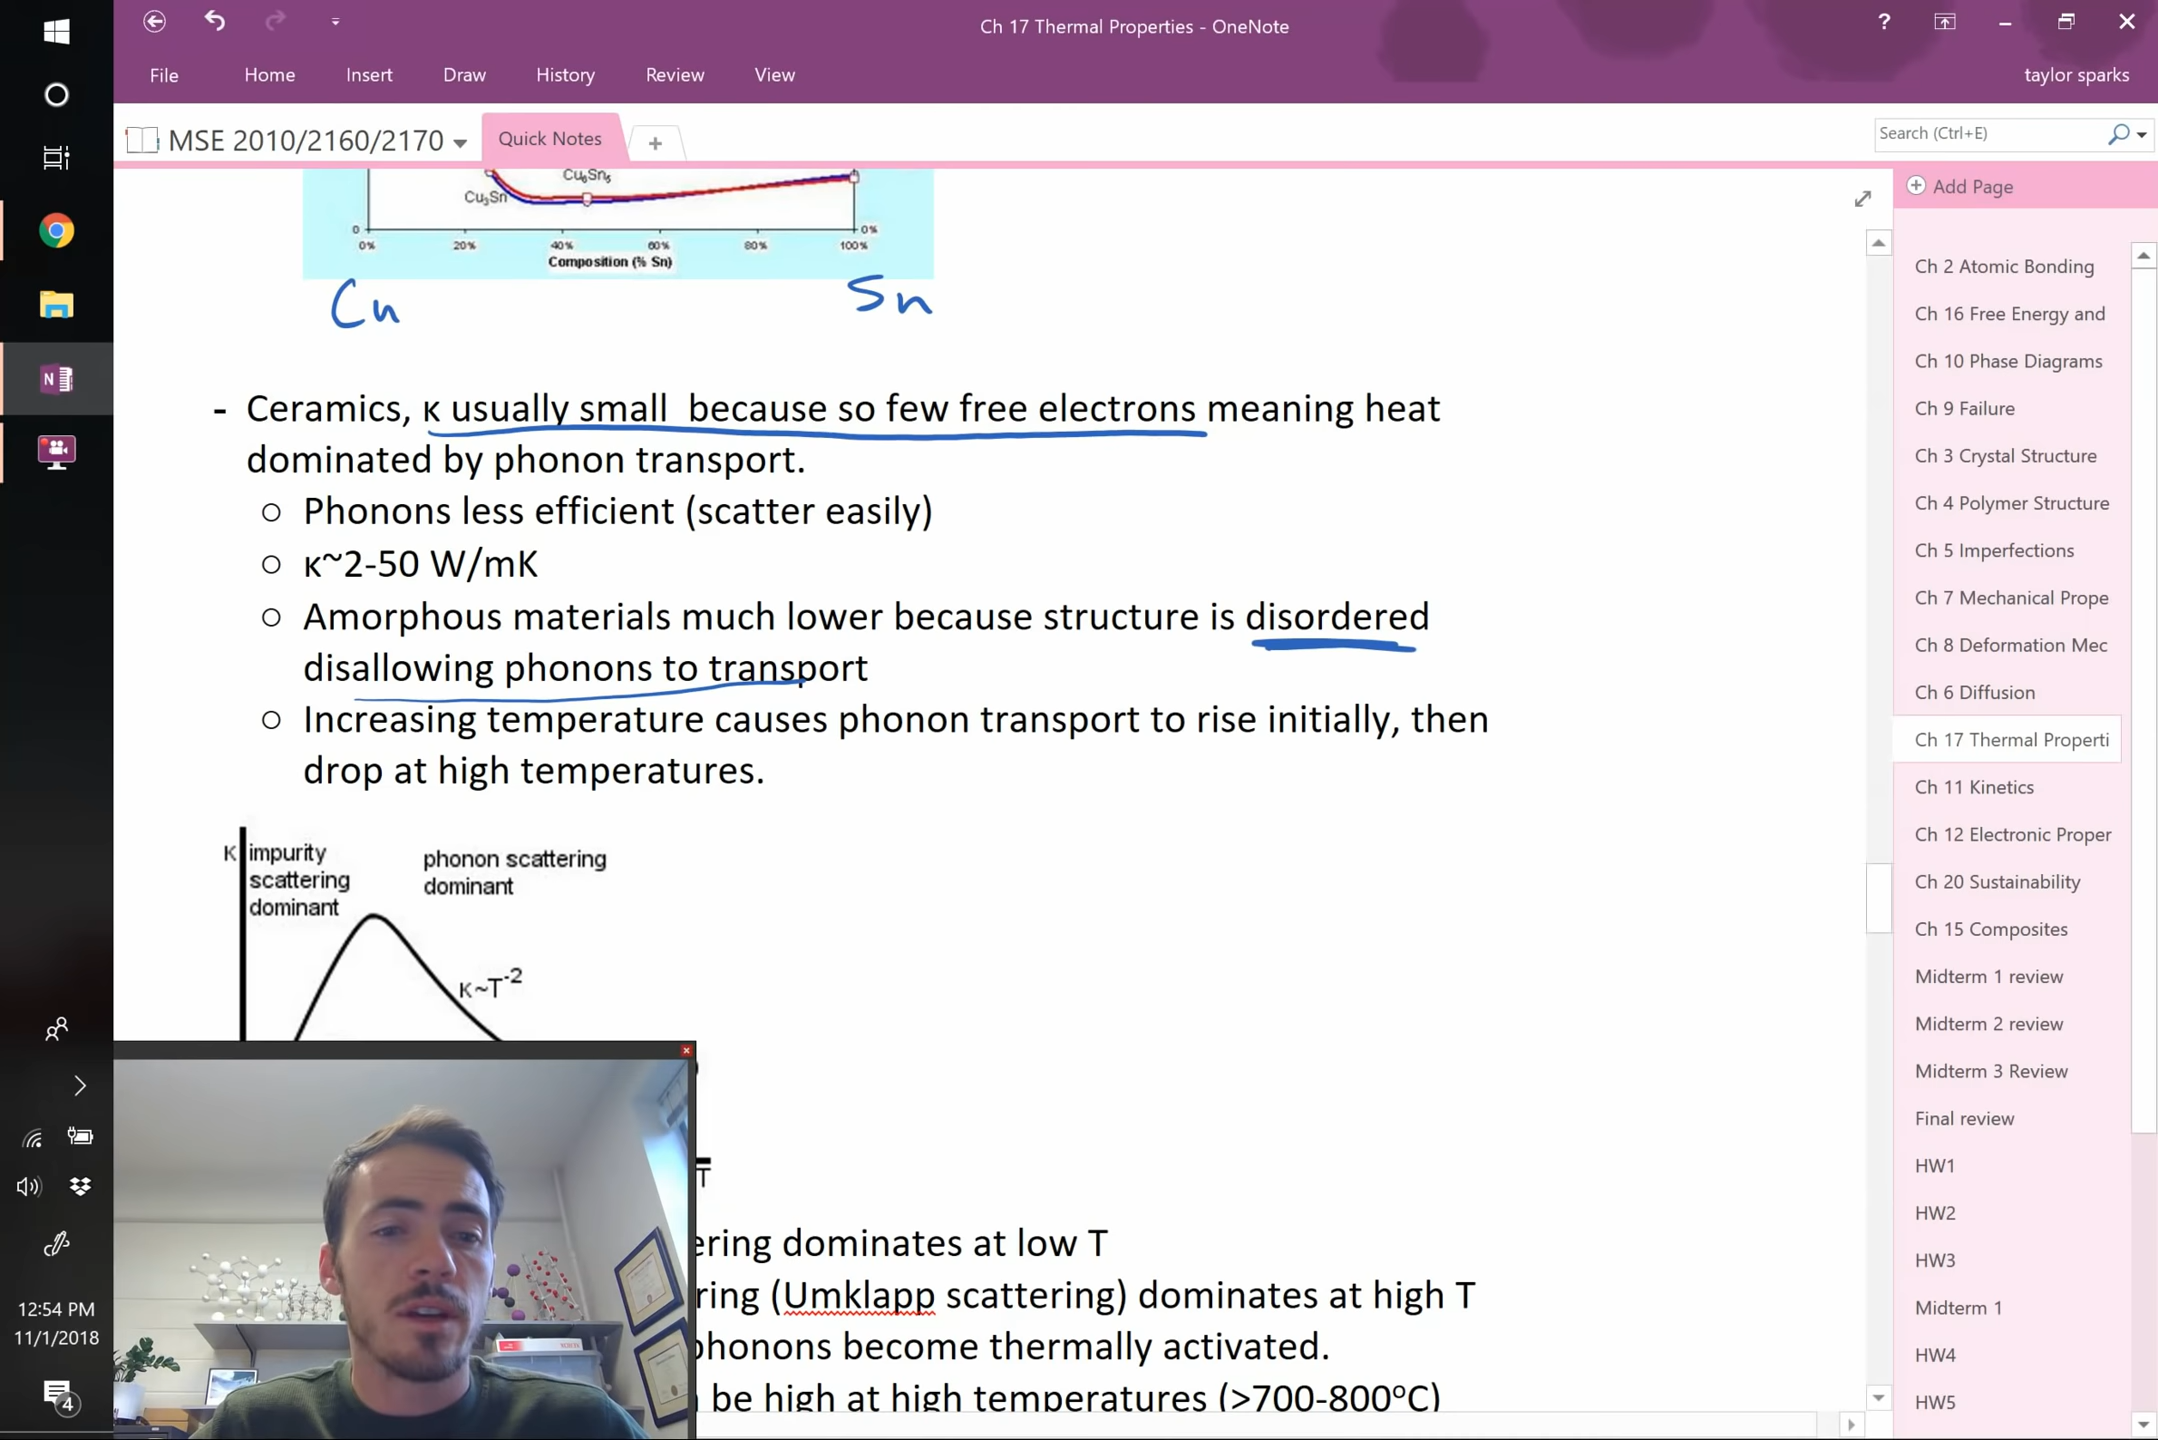 Ch 17 Thermal Properties - OneNote
?
File Home Insert Draw History Review View
taylor sparks
MSE 2010/2160/2170
Quick Notes
+
Search (Ctrl+E)
Add Page
Ch 2 Atomic Bonding
Ch 16 Free Energy and
Ch 10 Phase Diagrams
Ch 9 Failure
Ch 3 Crystal Structure
Ch 4 Polymer Structure
Ch 5 Imperfections
Ch 7 Mechanical Prope
Ch 8 Deformation Mec
Ch 6 Diffusion
Ch 17 Thermal Properti
Ch 11 Kinetics
Ch 12 Electronic Proper
Ch 20 Sustainability
Ch 15 Composites
Midterm 1 review
Midterm 2 review
Midterm 3 Review
Final review
HW1
HW2
HW3
Midterm 1
HW4
HW5
Cu6Sn5
Cu3Sn
0 0%
0% 20% 40% 60% 80% 100%
Composition (% Sn)
Cu Sn
- Ceramics, κ usually small because so few free electrons meaning heat
dominated by phonon transport.
○ Phonons less efficient (scatter easily)
○ κ~2-50 W/mK
○ Amorphous materials much lower because structure is disordered
disallowing phonons to transport
○ Increasing temperature causes phonon transport to rise initially, then
drop at high temperatures.
κ
impurity
scattering
dominant
phonon scattering
dominant
κ~T-2
T
ering dominates at low T
ring (Umklapp scattering) dominates at high T
phonons become thermally activated.
be high at high temperatures (>700-800°C)
12:54 PM
11/1/2018
4
N